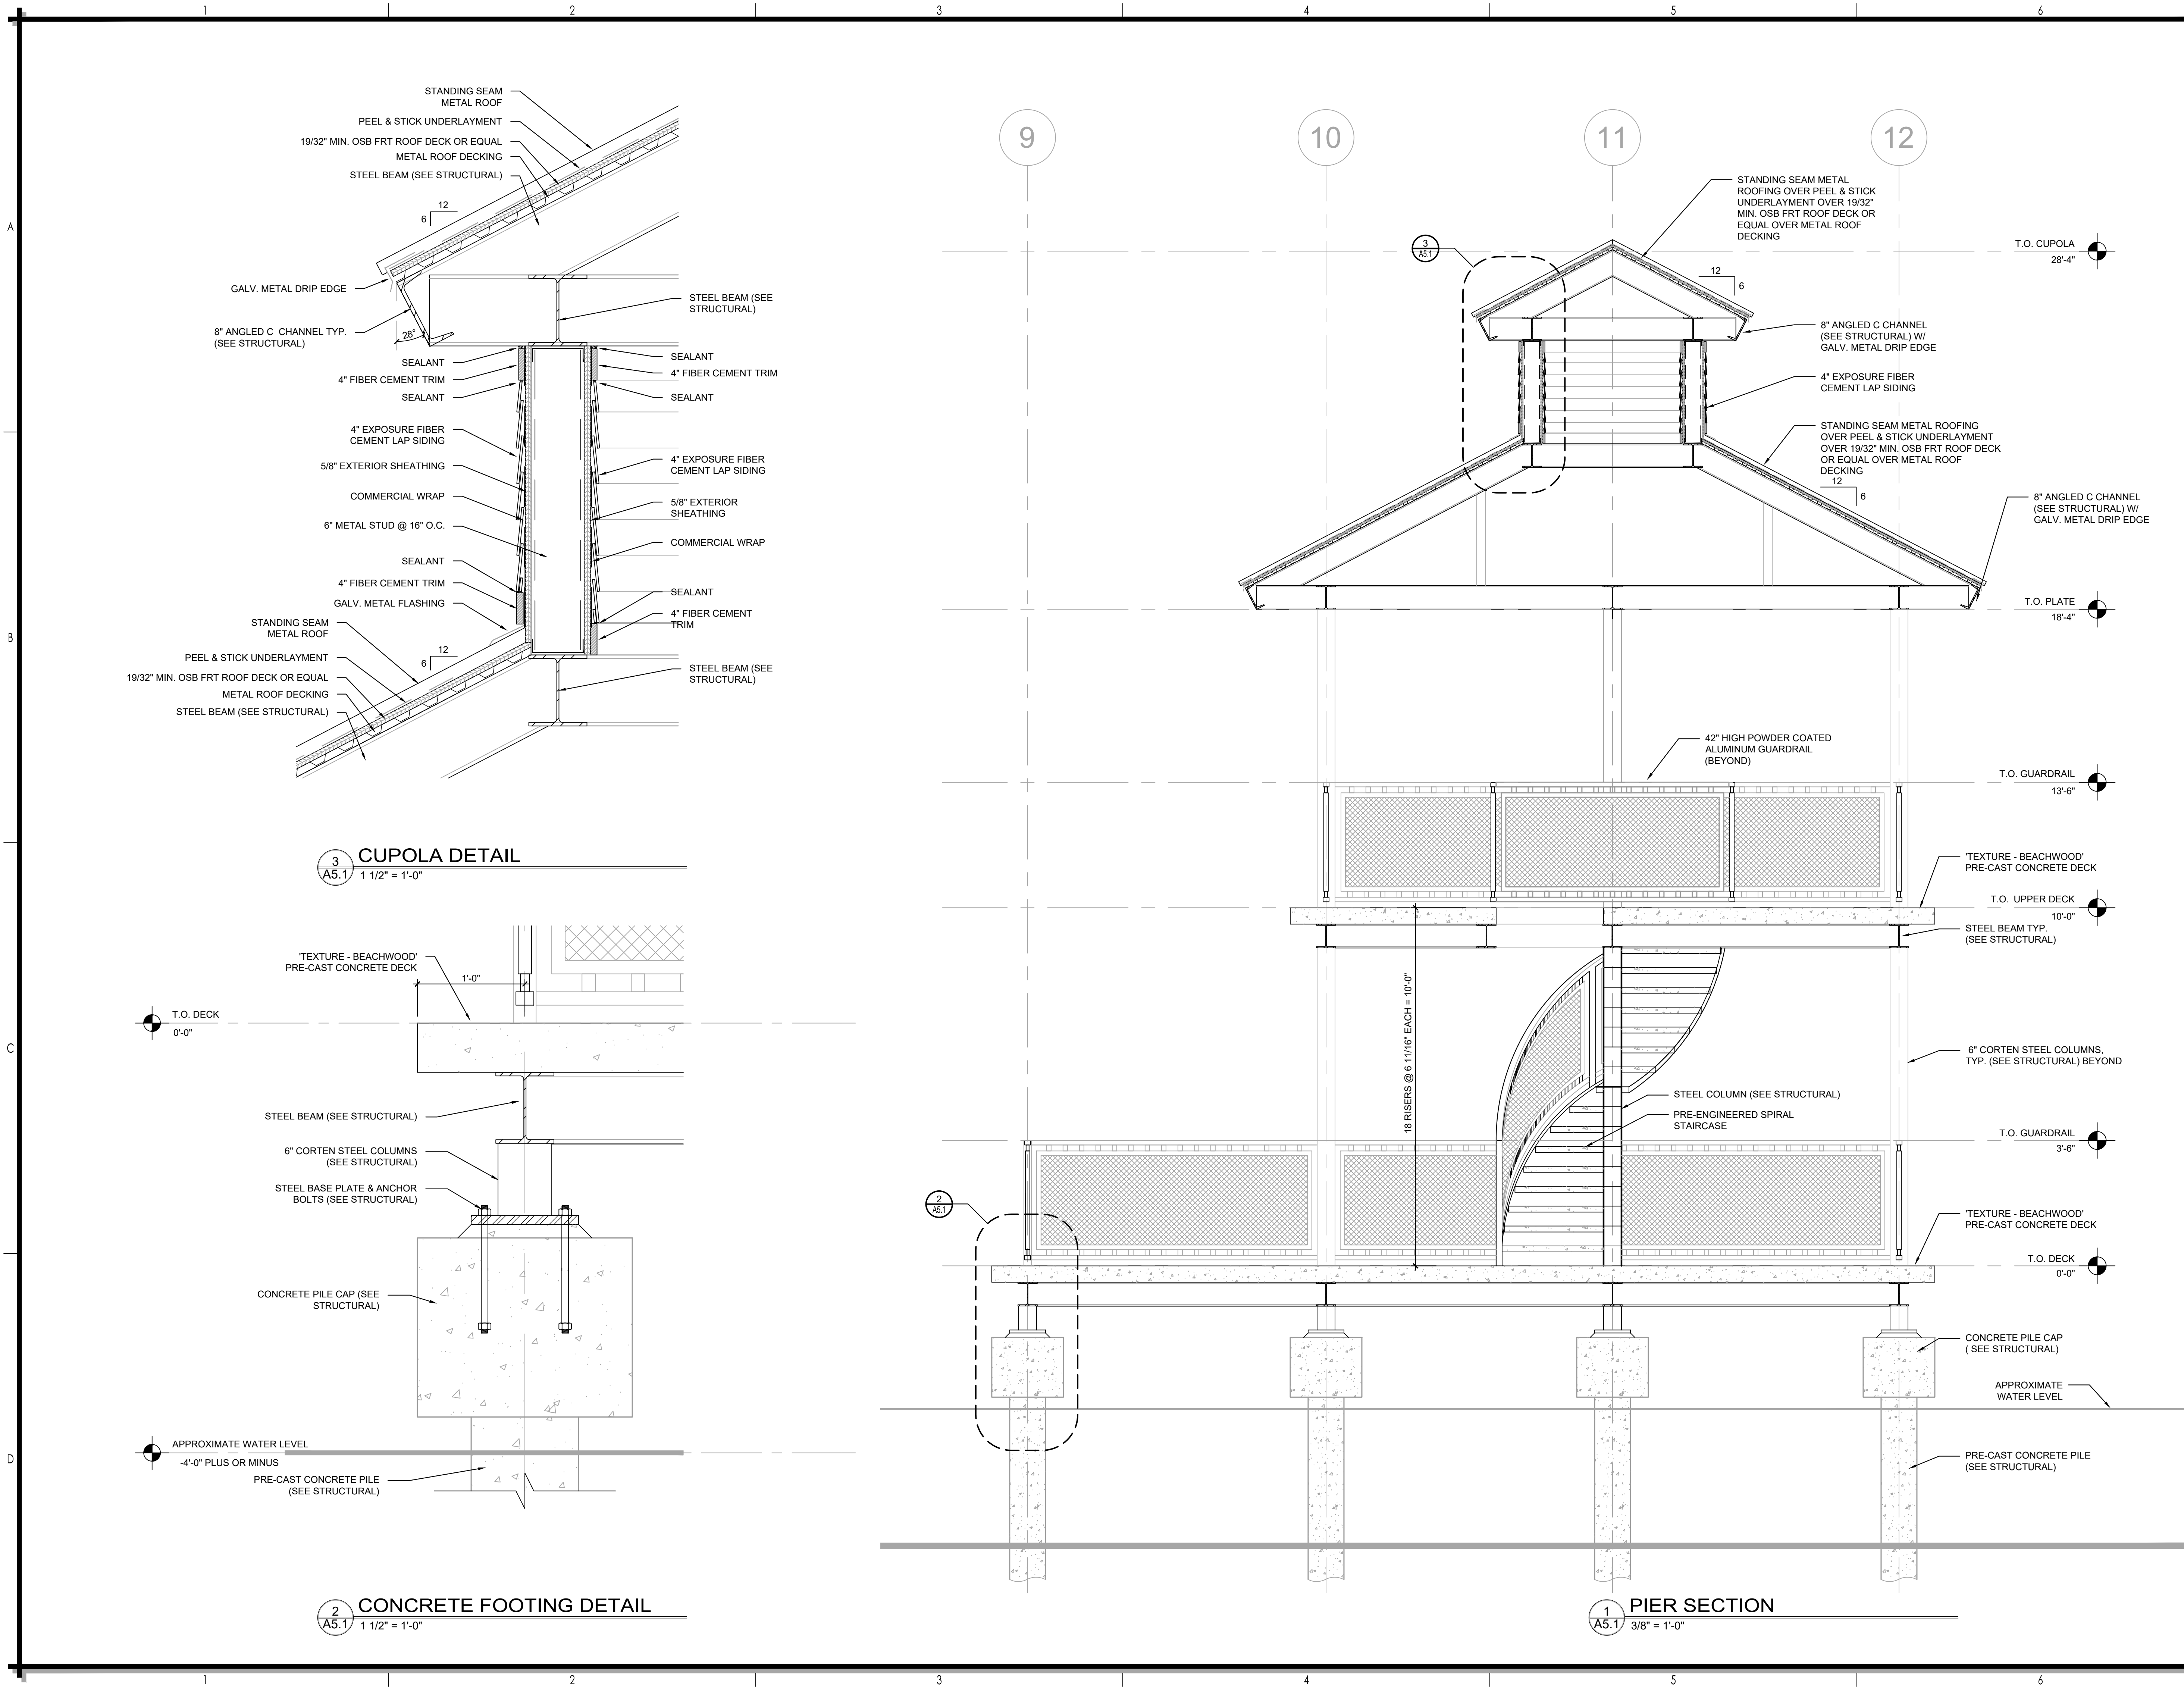 1
2
3
4
5
6
A
B
C
D
STANDING SEAM
METAL ROOF
PEEL & STICK UNDERLAYMENT
19/32" MIN. OSB FRT ROOF DECK OR EQUAL
METAL ROOF DECKING
STEEL BEAM (SEE STRUCTURAL)
12
6
GALV. METAL DRIP EDGE
8" ANGLED C CHANNEL TYP.
(SEE STRUCTURAL)
28°
SEALANT
4" FIBER CEMENT TRIM
SEALANT
4" EXPOSURE FIBER
CEMENT LAP SIDING
5/8" EXTERIOR SHEATHING
COMMERCIAL WRAP
6" METAL STUD @ 16" O.C.
SEALANT
4" FIBER CEMENT TRIM
GALV. METAL FLASHING
STANDING SEAM
METAL ROOF
12
6
PEEL & STICK UNDERLAYMENT
19/32" MIN. OSB FRT ROOF DECK OR EQUAL
METAL ROOF DECKING
STEEL BEAM (SEE STRUCTURAL)
STEEL BEAM (SEE
STRUCTURAL)
SEALANT
4" FIBER CEMENT TRIM
SEALANT
4" EXPOSURE FIBER
CEMENT LAP SIDING
5/8" EXTERIOR
SHEATHING
COMMERCIAL WRAP
SEALANT
4" FIBER CEMENT
TRIM
STEEL BEAM (SEE
STRUCTURAL)
3
A5.1
CUPOLA DETAIL
1 1/2" = 1'-0"
'TEXTURE - BEACHWOOD'
PRE-CAST CONCRETE DECK
1'-0"
T.O. DECK
0'-0"
STEEL BEAM (SEE STRUCTURAL)
6" CORTEN STEEL COLUMNS
(SEE STRUCTURAL)
STEEL BASE PLATE & ANCHOR
BOLTS (SEE STRUCTURAL)
CONCRETE PILE CAP (SEE
STRUCTURAL)
APPROXIMATE WATER LEVEL
-4'-0" PLUS OR MINUS
PRE-CAST CONCRETE PILE
(SEE STRUCTURAL)
2
A5.1
CONCRETE FOOTING DETAIL
1 1/2" = 1'-0"
9
10
11
12
STANDING SEAM METAL
ROOFING OVER PEEL & STICK
UNDERLAYMENT OVER 19/32"
MIN. OSB FRT ROOF DECK OR
EQUAL OVER METAL ROOF
DECKING
3
A5.1
T.O. CUPOLA
28'-4"
12
6
8" ANGLED C CHANNEL
(SEE STRUCTURAL) W/
GALV. METAL DRIP EDGE
4" EXPOSURE FIBER
CEMENT LAP SIDING
STANDING SEAM METAL ROOFING
OVER PEEL & STICK UNDERLAYMENT
OVER 19/32" MIN. OSB FRT ROOF DECK
OR EQUAL OVER METAL ROOF
DECKING
12
6
8" ANGLED C CHANNEL
(SEE STRUCTURAL) W/
GALV. METAL DRIP EDGE
T.O. PLATE
18'-4"
42" HIGH POWDER COATED
ALUMINUM GUARDRAIL
(BEYOND)
T.O. GUARDRAIL
13'-6"
'TEXTURE - BEACHWOOD'
PRE-CAST CONCRETE DECK
T.O. UPPER DECK
10'-0"
STEEL BEAM TYP.
(SEE STRUCTURAL)
18 RISERS @ 6 11/16" EACH = 10'-0"
6" CORTEN STEEL COLUMNS,
TYP. (SEE STRUCTURAL) BEYOND
STEEL COLUMN (SEE STRUCTURAL)
PRE-ENGINEERED SPIRAL
STAIRCASE
T.O. GUARDRAIL
3'-6"
2
A5.1
'TEXTURE - BEACHWOOD'
PRE-CAST CONCRETE DECK
T.O. DECK
0'-0"
CONCRETE PILE CAP
( SEE STRUCTURAL)
APPROXIMATE
WATER LEVEL
PRE-CAST CONCRETE PILE
(SEE STRUCTURAL)
1
A5.1
PIER SECTION
3/8" = 1'-0"
1
2
3
4
5
6